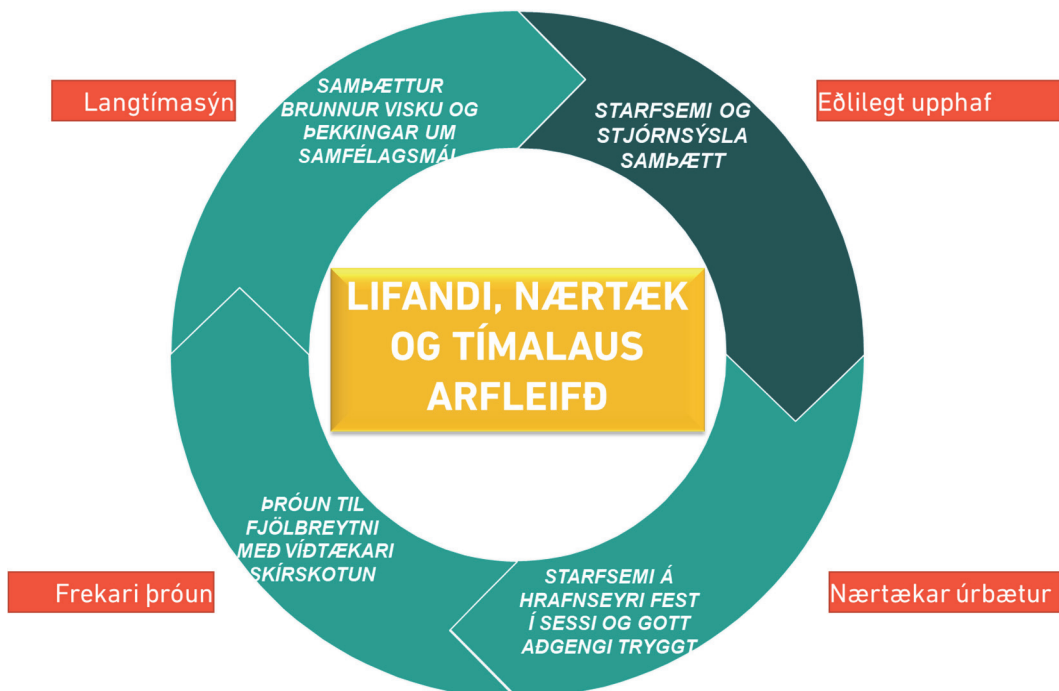 Langtímasýn
SAMÞÆTTUR
BRUNNUR VISKU OG
ÞEKKINGAR UM
SAMFÉLAGSMÁL
STARFSEMI OG
STJÓRNSÝSLA
SAMÞÆTT
Eðlilegt upphaf
LIFANDI, NÆRTÆK
OG TÍMALAUS
ARFLEIFÐ
Frekari þróun
ÞRÓUN TIL
FJÖLBREYTNI
MEÐ VÍÐTÆKARI
SKÍRSKOTUN
STARFSEMI Á
HRAFNSEYRI FEST
Í SESSI OG GOTT
AÐGENGI TRYGGT
Nærtækar úrbætur